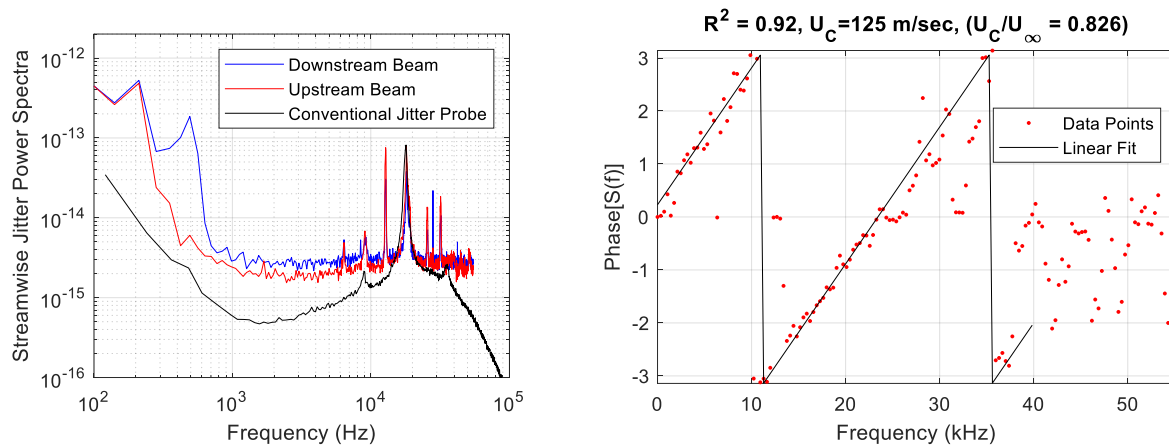 10^-12
10^-13
10^-14
10^-15
10^-16
10^2
10^3
10^4
10^5
Streamwise Jitter Power Spectra
Frequency (Hz)
Downstream Beam
Upstream Beam
Conventional Jitter Probe
R^2 = 0.92, U_C=125 m/sec, (U_C/U_∞ = 0.826)
3
2
1
0
-1
-2
-3
0
10
20
30
40
50
Phase[S(f)]
Frequency (kHz)
Data Points
Linear Fit